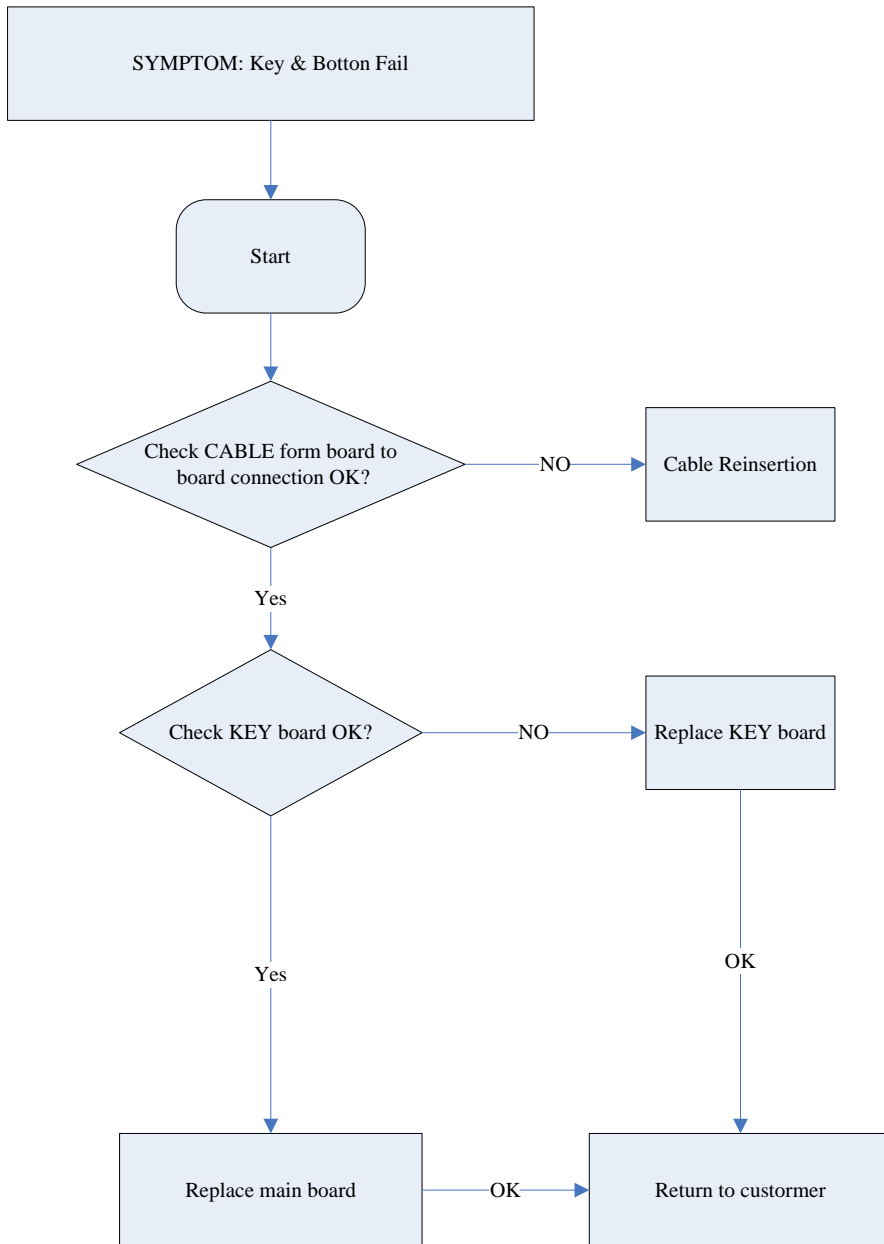 SYMPTOM: Key & Botton Fail
Start
Check CABLE form board to
board connection OK?
NO
Cable Reinsertion
Yes
Check KEY board OK?
NO
Replace KEY board
Yes
OK
Replace main board
OK
Return to custormer